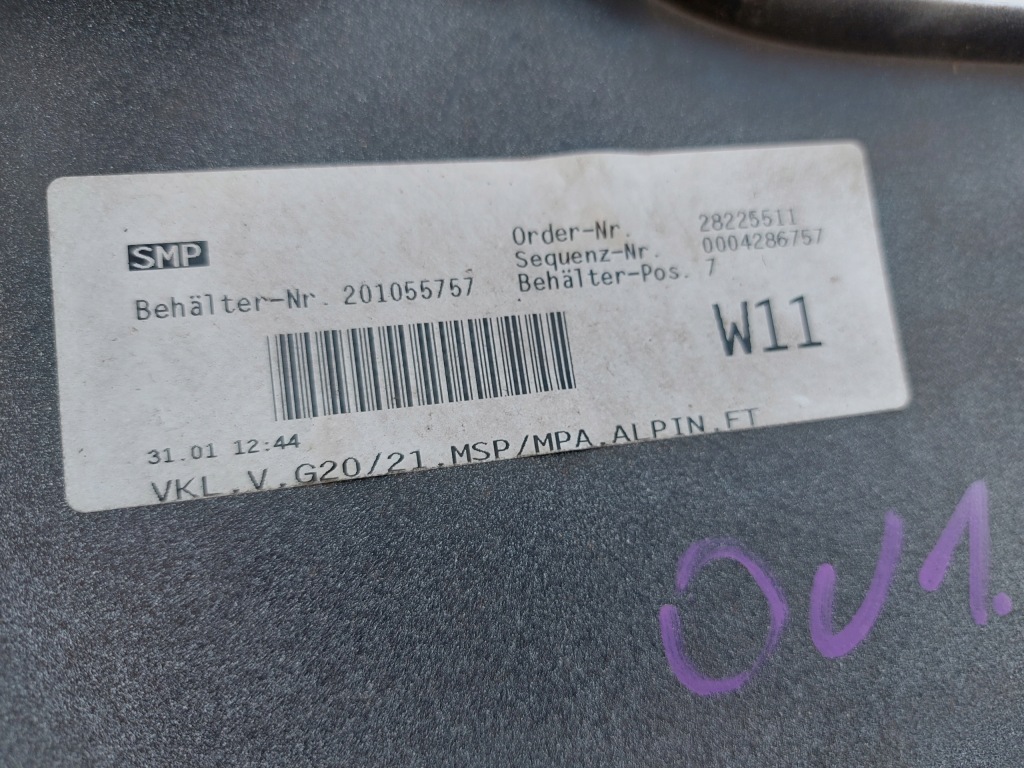 SMP
Order-Nr. 28225511
Sequenz-Nr. 0004286757
Behälter-Nr. 201055757
Behälter-Pos. 7
W11
31.01 12:44
VKL.V.G20/21.MSP/MPA.ALPIN.FT
OV1.